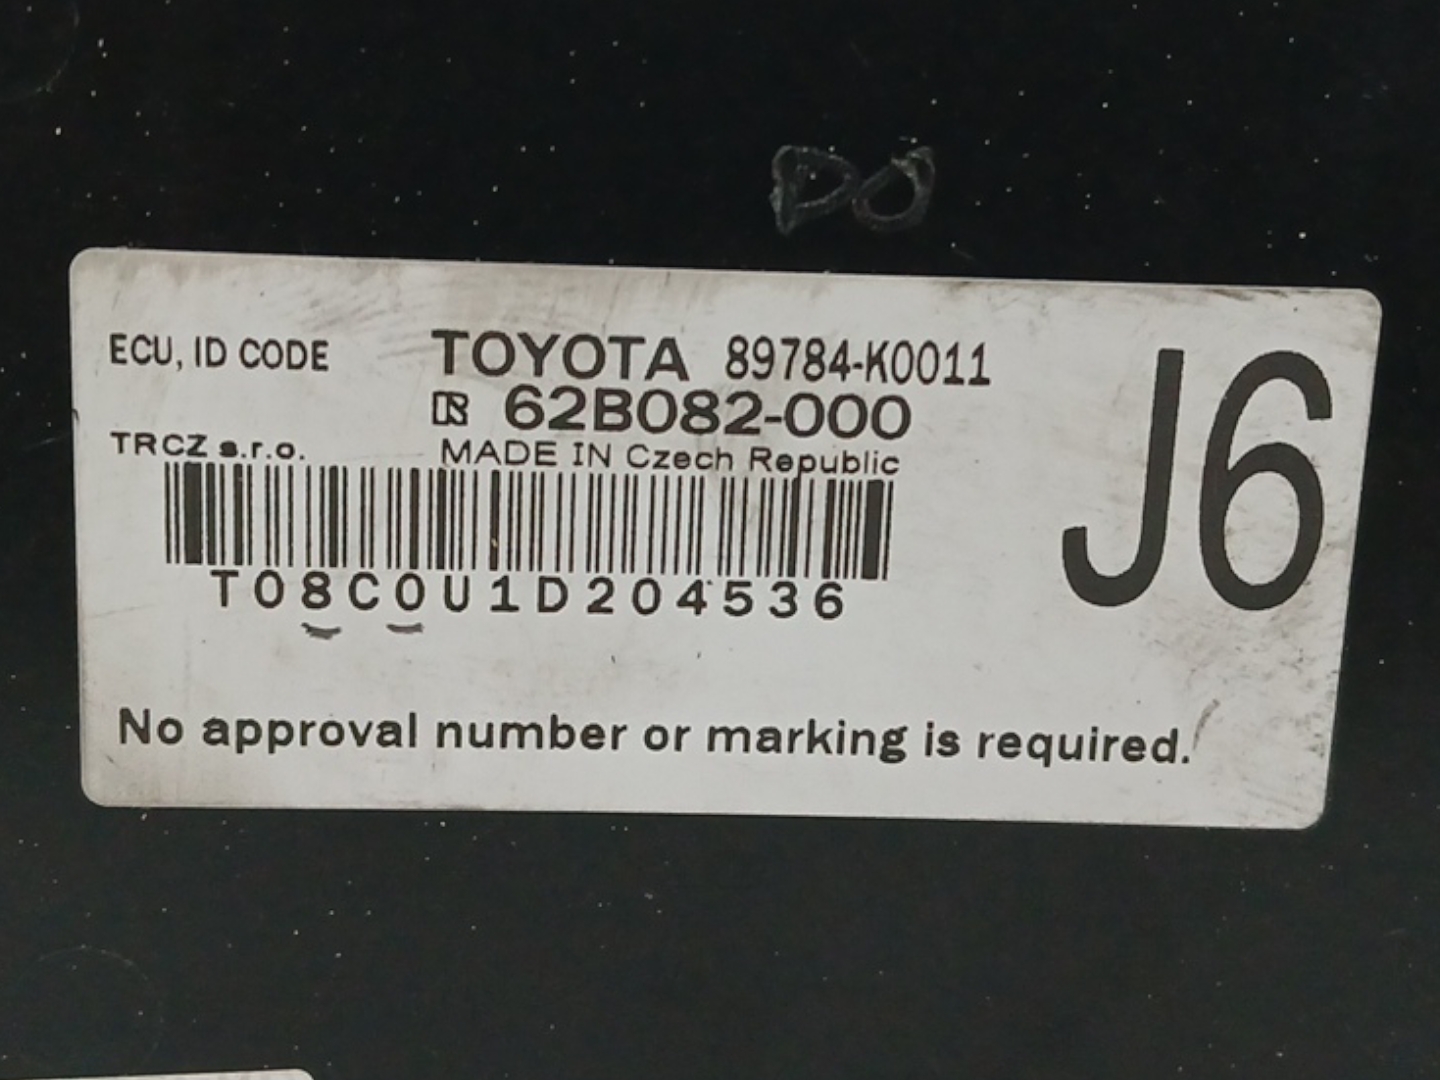 DO
ECU, ID CODE TOYOTA 89784-K0011
62B082-000
TRCZ s.r.o. MADE IN Czech Republic
T08C0U1D204536
J6
No approval number or marking is required.